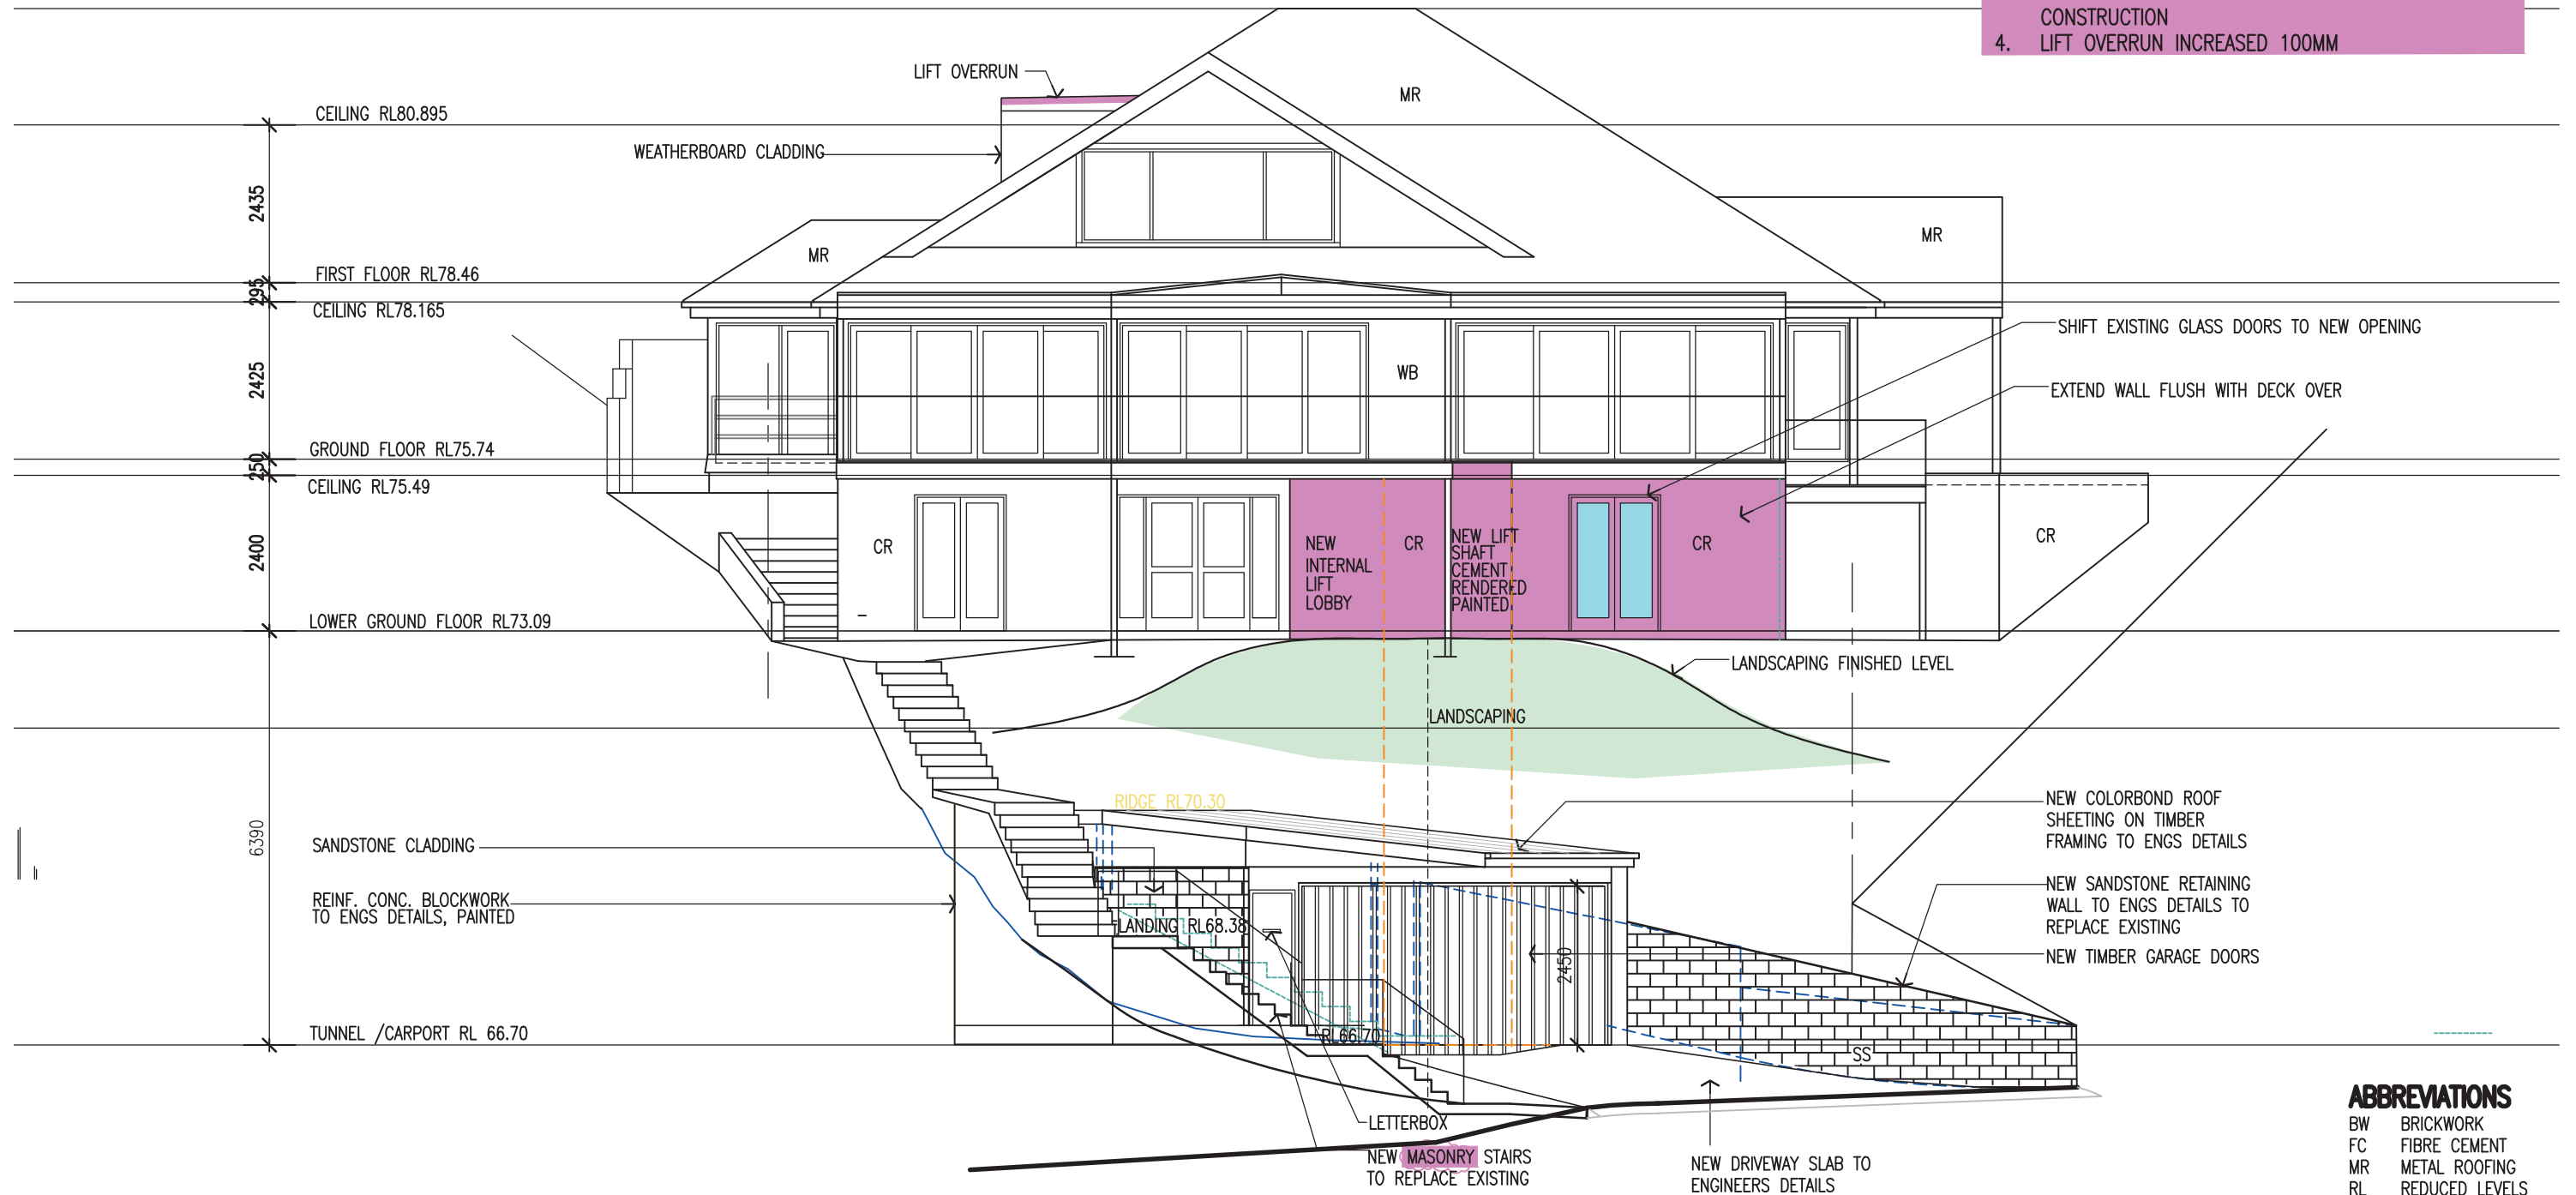 CONSTRUCTION
4. LIFT OVERRUN INCREASED 100MM
LIFT OVERRUN
MR
CEILING RL80.895
WEATHERBOARD CLADDING
2435
MR
MR
FIRST FLOOR RL78.46
295
CEILING RL78.165
SHIFT EXISTING GLASS DOORS TO NEW OPENING
2425
WB
EXTEND WALL FLUSH WITH DECK OVER
GROUND FLOOR RL75.74
250
CEILING RL75.49
2400
CR
NEW
INTERNAL
LIFT
LOBBY
CR
NEW LIFT
SHAFT
CEMENT
RENDERED
PAINTED
CR
CR
LOWER GROUND FLOOR RL73.09
LANDSCAPING FINISHED LEVEL
LANDSCAPING
RIDGE RL70.30
NEW COLORBOND ROOF
SHEETING ON TIMBER
FRAMING TO ENGS DETAILS
6390
SANDSTONE CLADDING
REINF. CONC. BLOCKWORK
TO ENGS DETAILS, PAINTED
LANDING RL68.38
NEW SANDSTONE RETAINING
WALL TO ENGS DETAILS TO
REPLACE EXISTING
2450
NEW TIMBER GARAGE DOORS
TUNNEL /CARPORT RL 66.70
RL66.70
SS
LETTERBOX
NEW MASONRY STAIRS
TO REPLACE EXISTING
NEW DRIVEWAY SLAB TO
ENGINEERS DETAILS
ABBREVIATIONS
BW BRICKWORK
FC FIBRE CEMENT
MR METAL ROOFING
RL REDUCED LEVELS